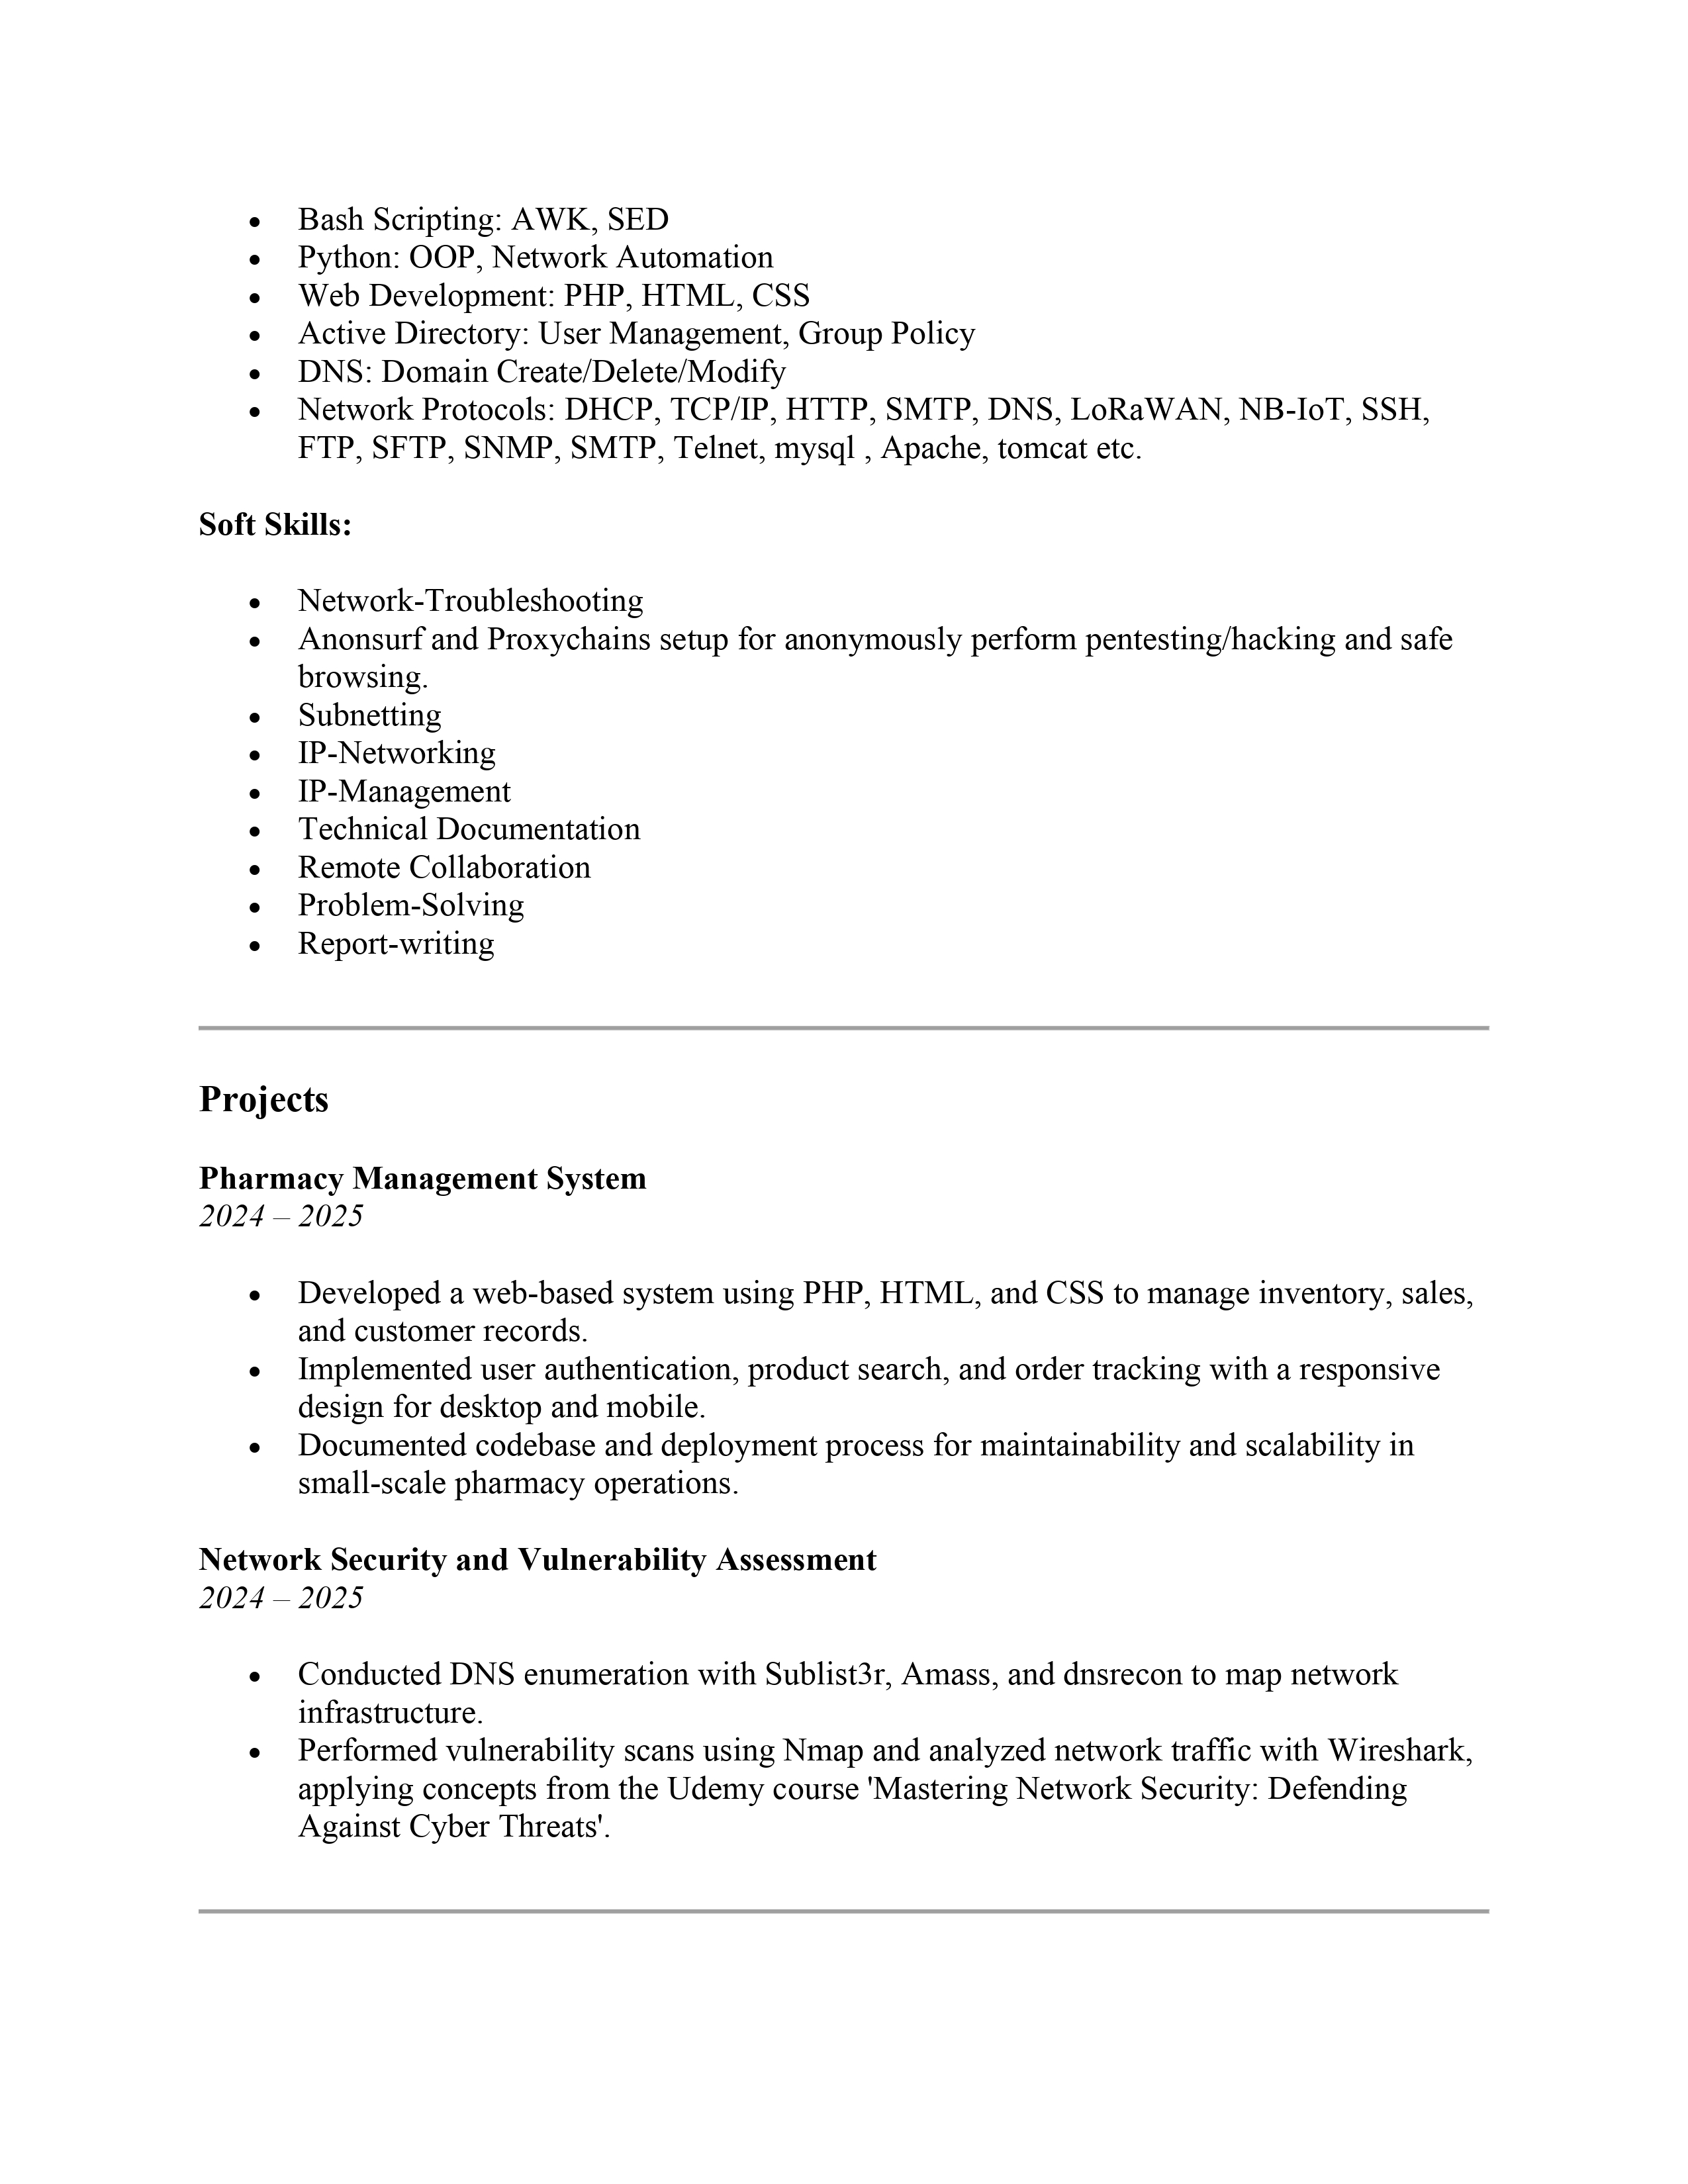 • Bash Scripting: AWK, SED
• Python: OOP, Network Automation
• Web Development: PHP, HTML, CSS
• Active Directory: User Management, Group Policy
• DNS: Domain Create/Delete/Modify
• Network Protocols: DHCP, TCP/IP, HTTP, SMTP, DNS, LoRaWAN, NB-IoT, SSH,
FTP, SFTP, SNMP, SMTP, Telnet, mysql , Apache, tomcat etc.
Soft Skills:
• Network-Troubleshooting
• Anonsurf and Proxychains setup for anonymously perform pentesting/hacking and safe
browsing.
• Subnetting
• IP-Networking
• IP-Management
• Technical Documentation
• Remote Collaboration
• Problem-Solving
• Report-writing
Projects
Pharmacy Management System
2024 – 2025
• Developed a web-based system using PHP, HTML, and CSS to manage inventory, sales,
and customer records.
• Implemented user authentication, product search, and order tracking with a responsive
design for desktop and mobile.
• Documented codebase and deployment process for maintainability and scalability in
small-scale pharmacy operations.
Network Security and Vulnerability Assessment
2024 – 2025
• Conducted DNS enumeration with Sublist3r, Amass, and dnsrecon to map network
infrastructure.
• Performed vulnerability scans using Nmap and analyzed network traffic with Wireshark,
applying concepts from the Udemy course 'Mastering Network Security: Defending
Against Cyber Threats'.